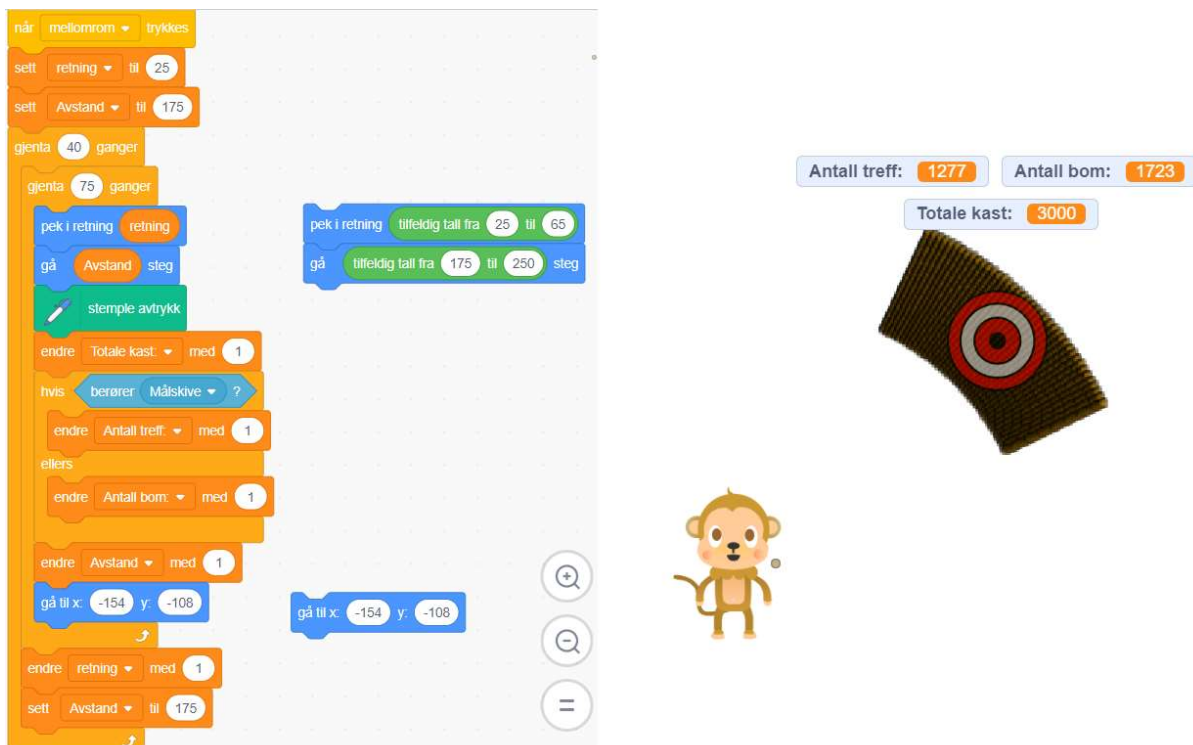 når mellomrom trykkes
sett retning til 25
sett Avstand til 175
gjenta 40 ganger
gjenta 75 ganger
pek i retning retning
gå Avstand steg
stemple avtrykk
endre Totale kast: med 1
hvis berører Målskive ?
endre Antall treff: med 1
ellers
endre Antall bom: med 1
endre Avstand med 1
gå til x: -154 y: -108
endre retning med 1
sett Avstand til 175
pek i retning tilfeldig tall fra 25 til 65
gå tilfeldig tall fra 175 til 250 steg
gå til x: -154 y: -108
Antall treff: 1277
Antall bom: 1723
Totale kast: 3000